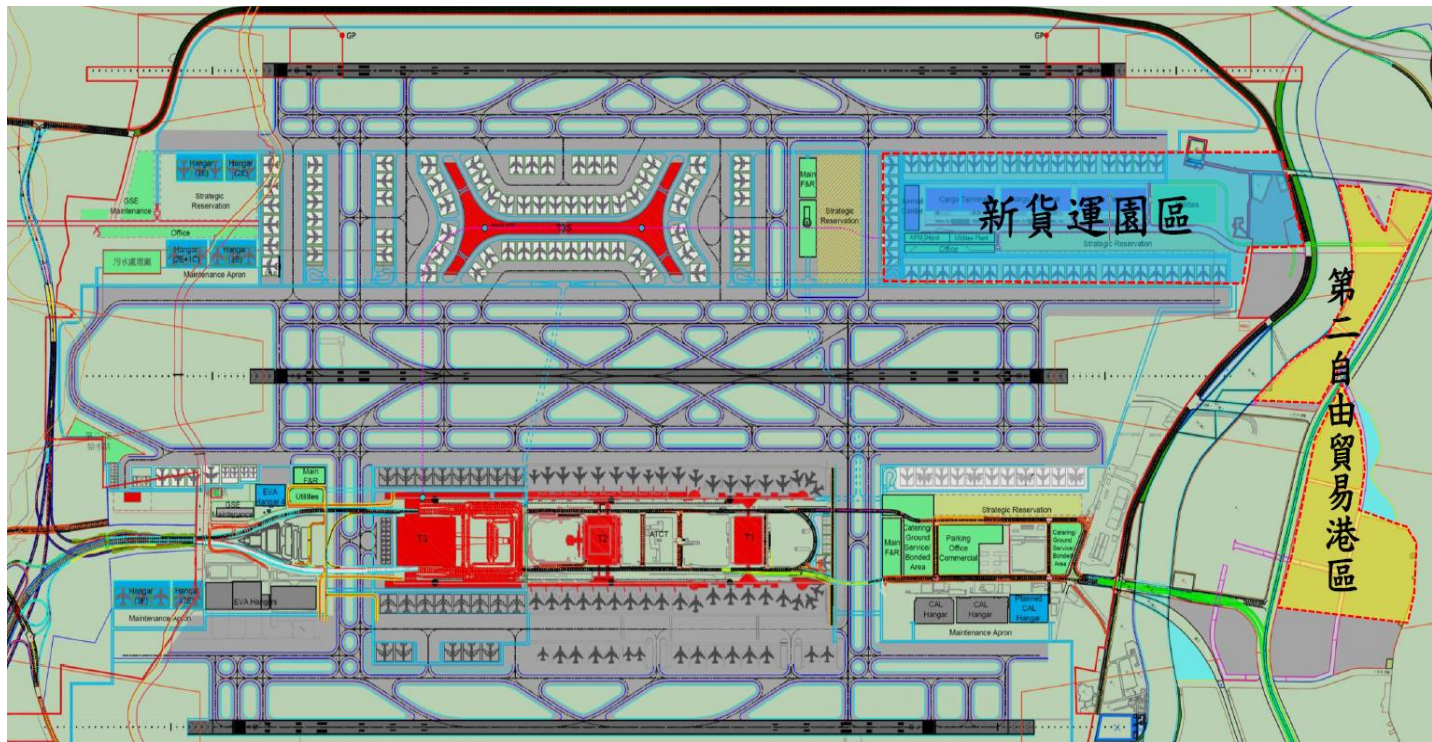 GP
GP
Hangar
(3E)
Hangar
(2E)
GSE
Maintenance
Strategic
Reservation
Office
Hangar
(2E+1C)
Hangar
(3E)
污水處理廠
Maintenance Apron
T3S
Main
F&R
Strategic
Reservation
新貨運園區
Office
Strategic Reservation
第二自由貿易港區
Main
F&R
EVA
Hangar
Utilities
GSE
Maintenance
T3
T2
ATCT
T1
Main
F&R
Catering/
Ground
Service/
Bonded
Area
Strategic Reservation
Parking
Office
Commercial
Catering/
Ground
Service/
Bonded
Area
Hangar
(3E)
EVA Hangars
Maintenance Apron
CAL
Hangar
CAL
Hangar
Planned
CAL
Hangar
Maintenance Apron